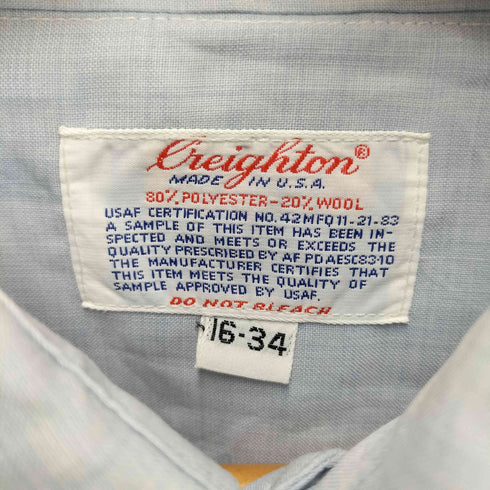 Creighton®
MADE IN U.S.A.
80% POLYESTER-20% WOOL
USAF CERTIFICATION NO. 42MFQ11-21-83
A SAMPLE OF THIS ITEM HAS BEEN IN-
SPECTED AND MEETS OR EXCEEDS THE
QUALITY PRESCRIBED BY AF PDAESC8310
THE MANUFACTURER CERTIFIES THAT
THIS ITEM MEETS THE QUALITY OF
SAMPLE APPROVED BY USAF.
DO NOT BLEACH
16-34